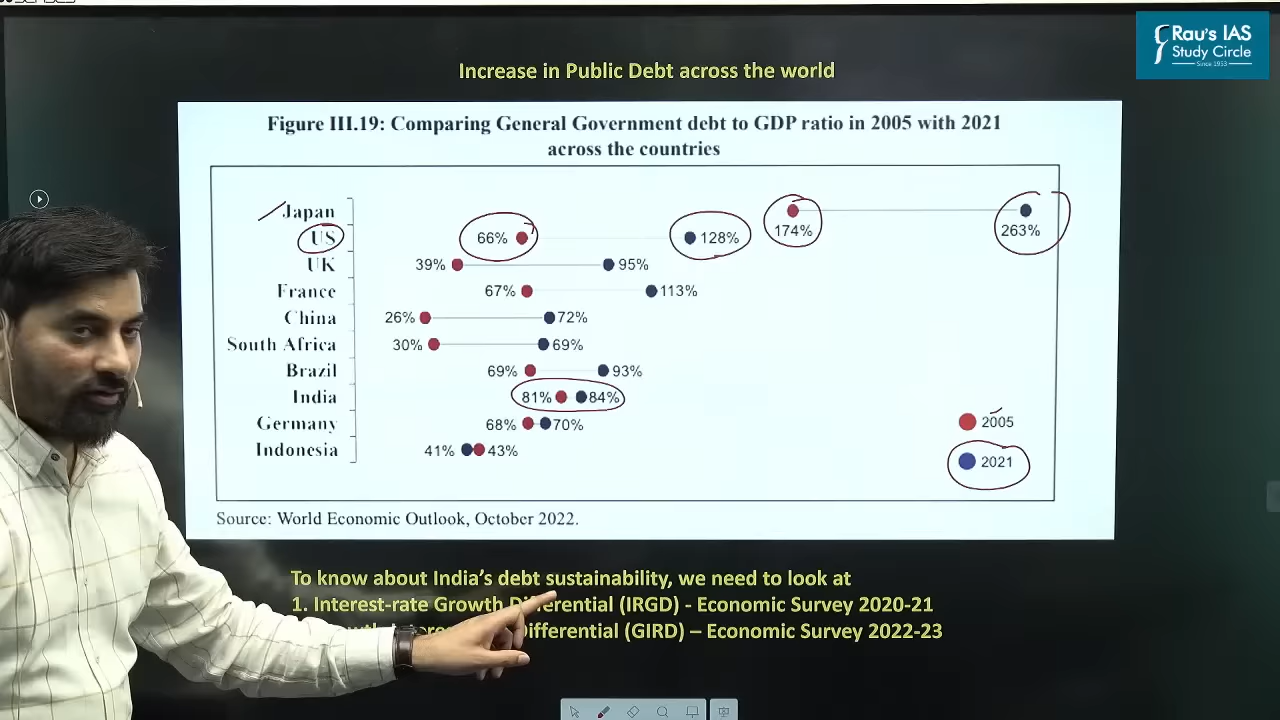 Rau's IAS
Study Circle
Since 1953
Increase in Public Debt across the world
Figure III.19: Comparing General Government debt to GDP ratio in 2005 with 2021
across the countries
Japan 174% 263%
US 66% 128%
UK 39% 95%
France 67% 113%
China 26% 72%
South Africa 30% 69%
Brazil 69% 93%
India 81% 84%
Germany 68% 70%
Indonesia 41% 43%
2005
2021
Source: World Economic Outlook, October 2022.
To know about India's debt sustainability, we need to look at
1. Interest-rate Growth Differential (IRGD) - Economic Survey 2020-21
Differential (GIRD) – Economic Survey 2022-23